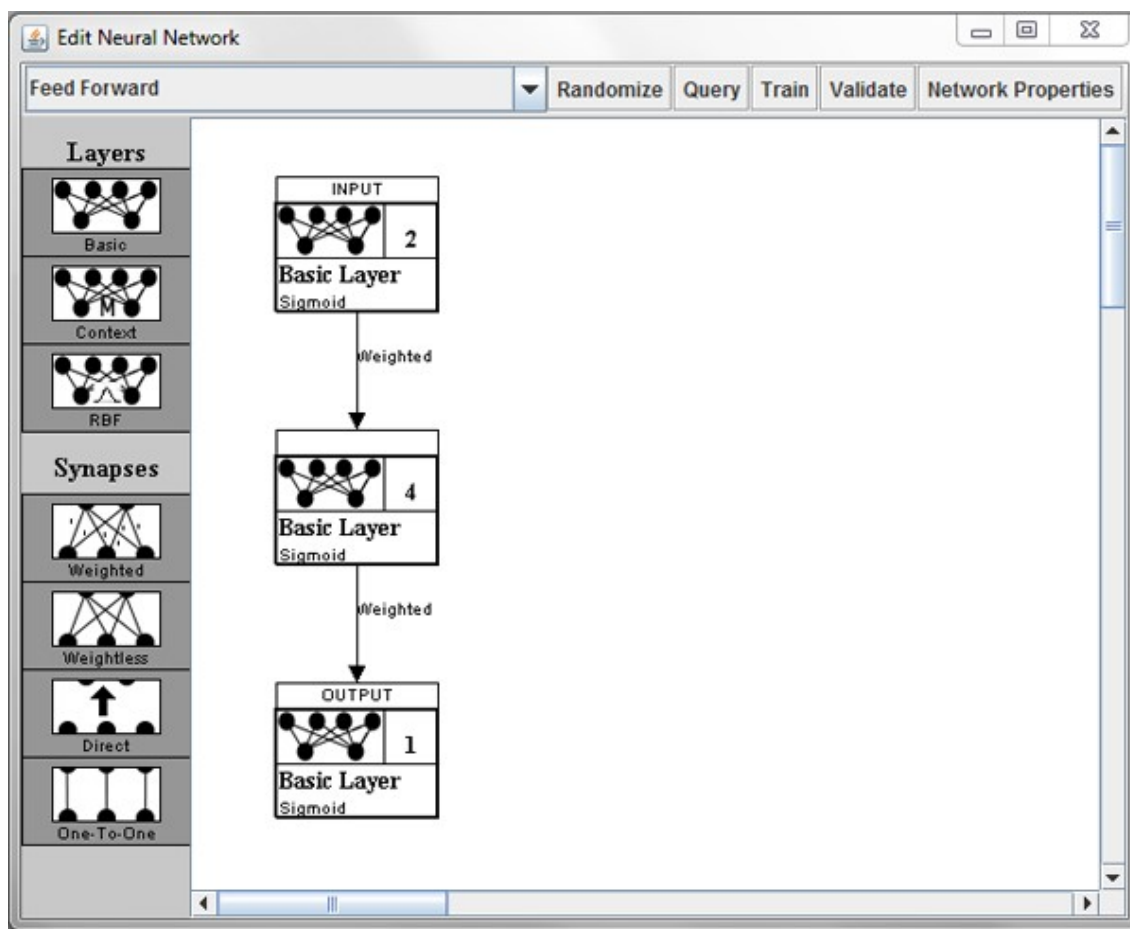 Edit Neural Network
Feed Forward Randomize Query Train Validate Network Properties
Layers
Basic
M
Context
RBF
Synapses
Weighted
Weightless
Direct
One-To-One
INPUT
2
Basic Layer
Sigmoid
Weighted
4
Basic Layer
Sigmoid
Weighted
OUTPUT
1
Basic Layer
Sigmoid